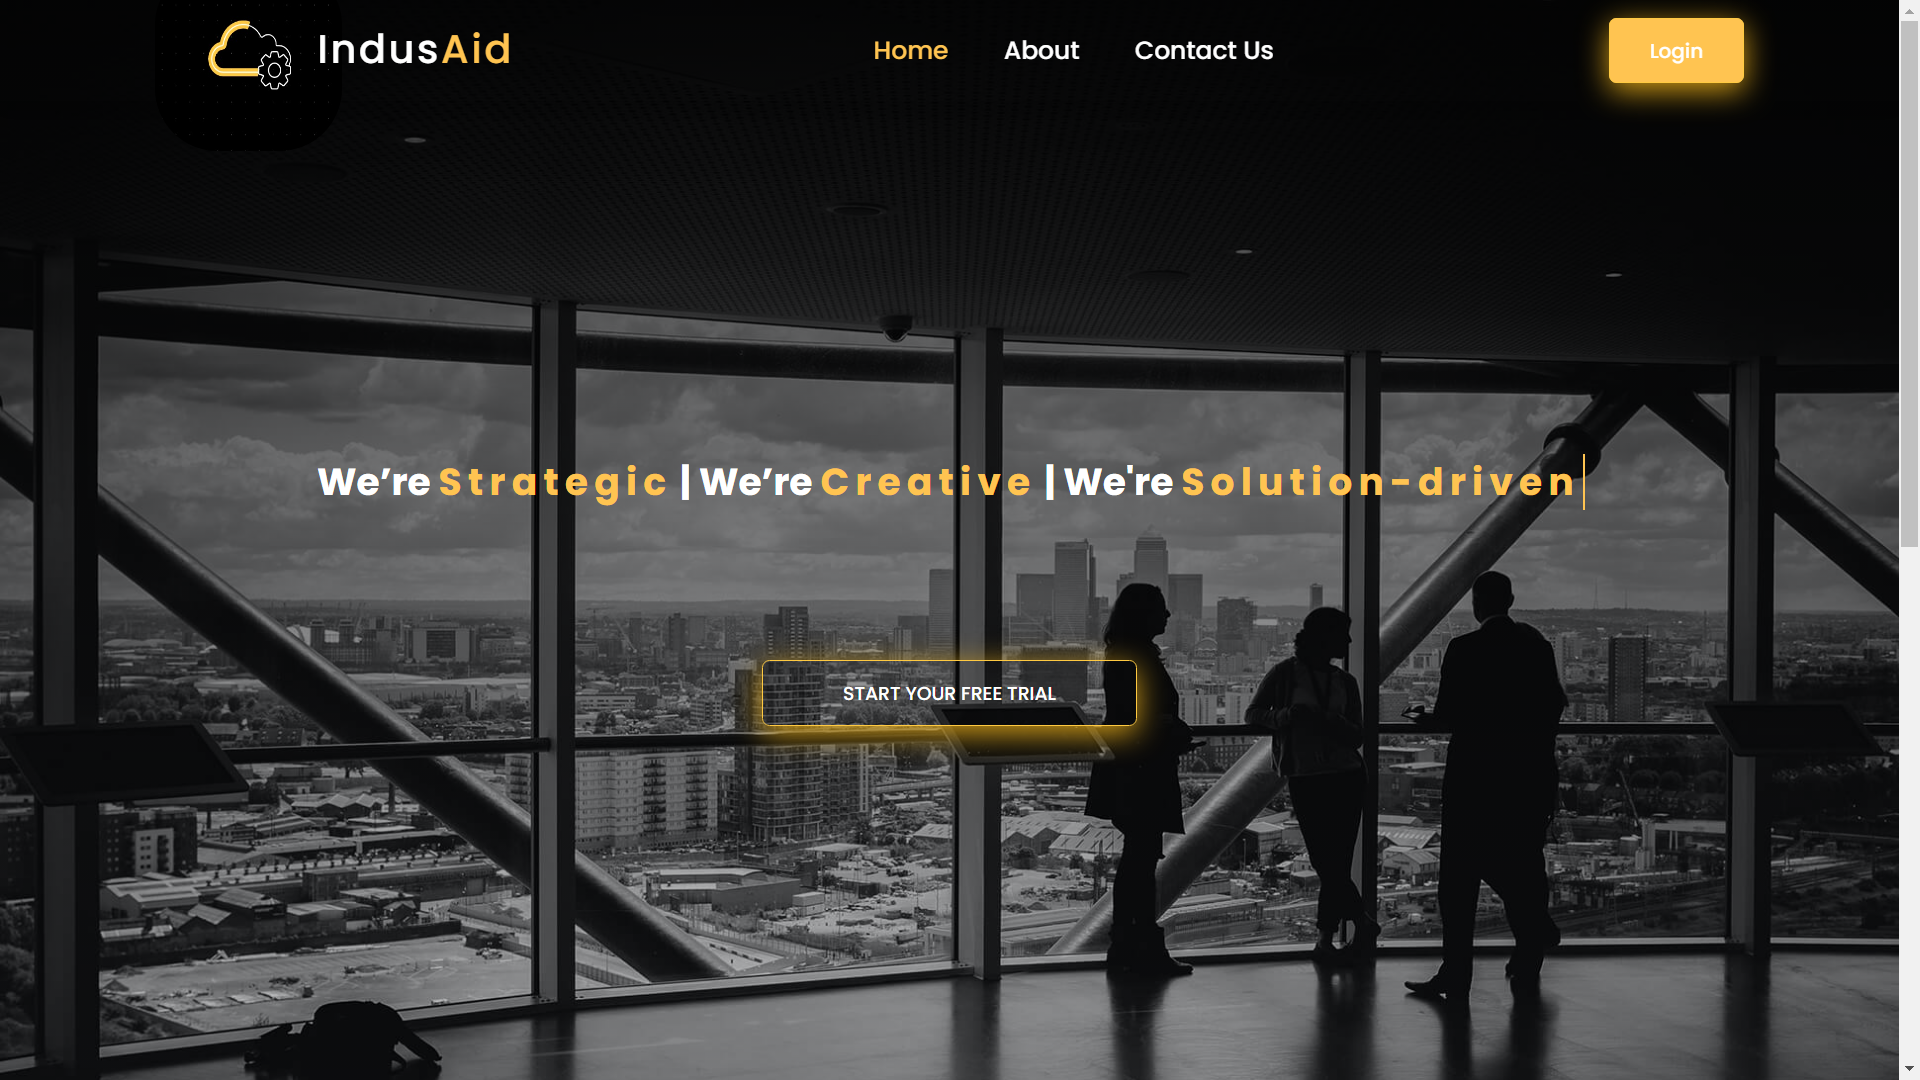 IndusAid
Home
About
Contact Us
Login
We’re Strategic | We’re Creative | We're Solution-driven
START YOUR FREE TRIAL